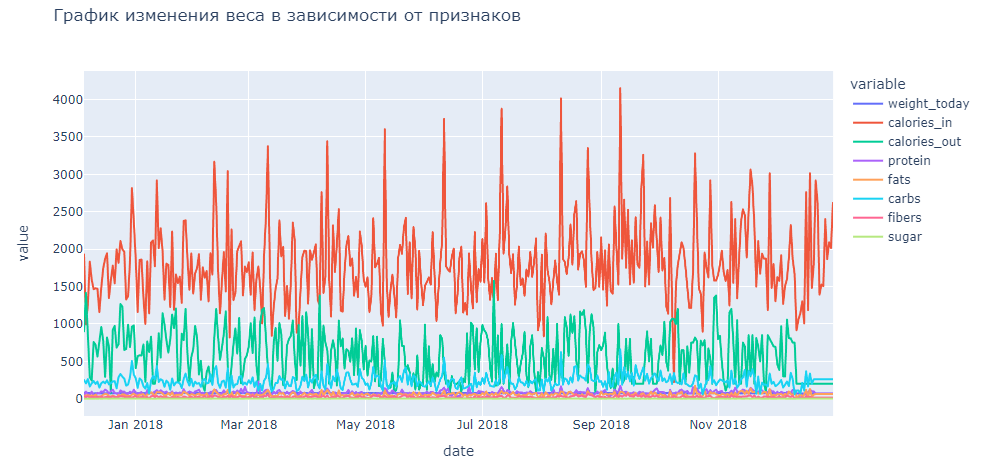 График изменения веса в зависимости от признаков
variable
weight_today
calories_in
calories_out
protein
fats
carbs
fibers
sugar
value
4000
3500
3000
2500
2000
1500
1000
500
0
Jan 2018
Mar 2018
May 2018
Jul 2018
Sep 2018
Nov 2018
date